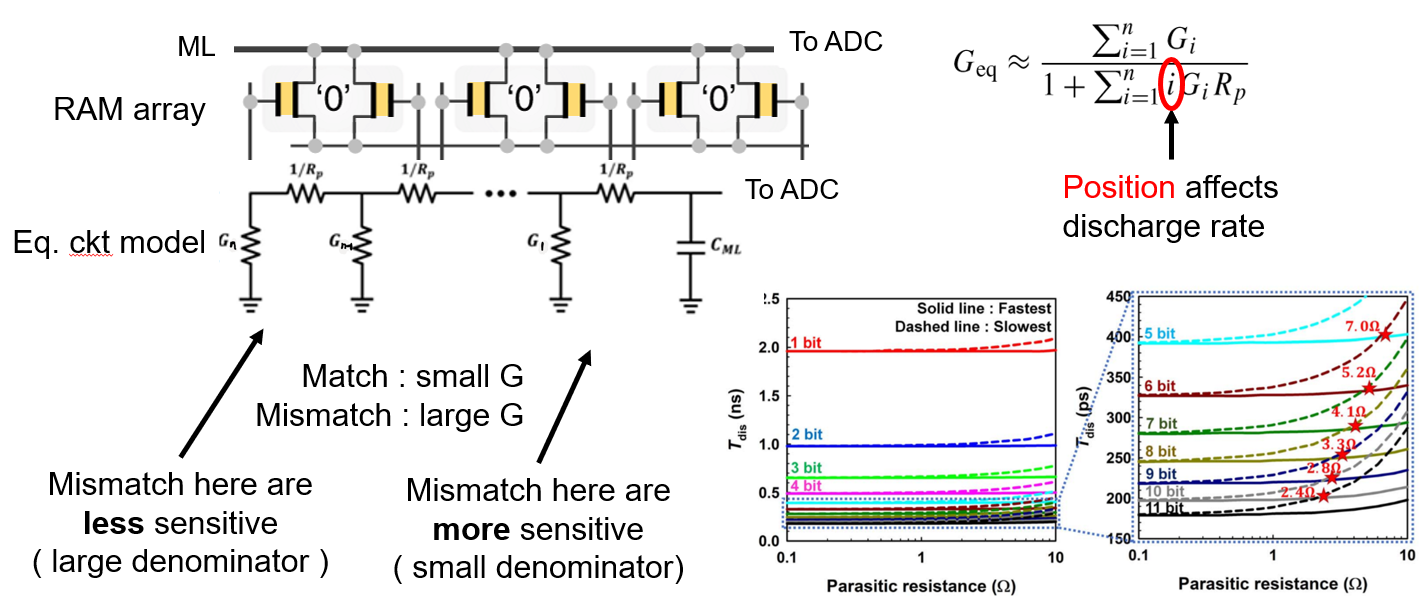 ML
To ADC
RAM array
'0'
'0'
'0'
1/Rₚ
1/Rₚ
1/Rₚ
To ADC
Eq. ckt model
Gₙ
Gₙ₋₁
G₁
C_ML
Match : small G
Mismatch : large G
Mismatch here are
less sensitive
( large denominator )
Mismatch here are
more sensitive
( small denominator)
G_eq ≈ ∑ⁿᵢ₌₁ Gᵢ / 1 + ∑ⁿᵢ₌₁ i Gᵢ Rₚ
Position affects
discharge rate
Solid line : Fastest
Dashed line : Slowest
2.5
2.0
1.5
1.0
0.5
0.0
T_dis (ns)
1 bit
2 bit
3 bit
4 bit
0.1
1
10
Parasitic resistance (Ω)
450
400
350
300
250
200
150
T_dis (ps)
5 bit
6 bit
7 bit
8 bit
9 bit
10 bit
11 bit
7.0Ω
5.2Ω
4.1Ω
3.3Ω
2.8Ω
2.4Ω
0.1
1
10
Parasitic resistance (Ω)